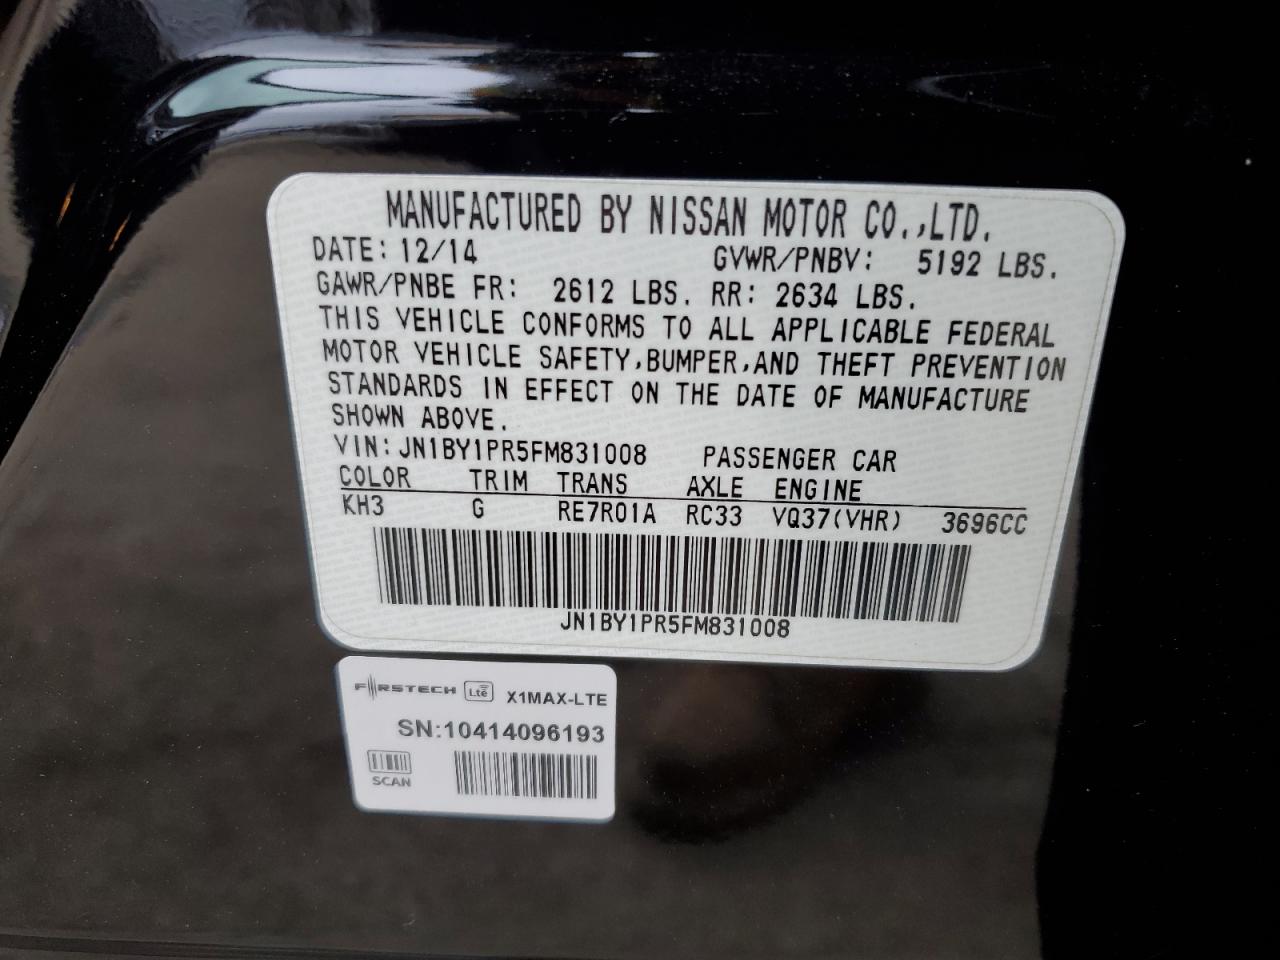 MANUFACTURED BY NISSAN MOTOR CO.,LTD.
DATE: 12/14 GVWR/PNBV: 5192 LBS.
GAWR/PNBE FR: 2612 LBS. RR: 2634 LBS.
THIS VEHICLE CONFORMS TO ALL APPLICABLE FEDERAL
MOTOR VEHICLE SAFETY,BUMPER,AND THEFT PREVENTION
STANDARDS IN EFFECT ON THE DATE OF MANUFACTURE
SHOWN ABOVE.
VIN: JN1BY1PR5FM831008 PASSENGER CAR
COLOR TRIM TRANS AXLE ENGINE
KH3 G RE7R01A RC33 VQ37(VHR) 3696CC
JN1BY1PR5FM831008
FIRSTECH Lte X1MAX-LTE
SN:10414096193
SCAN